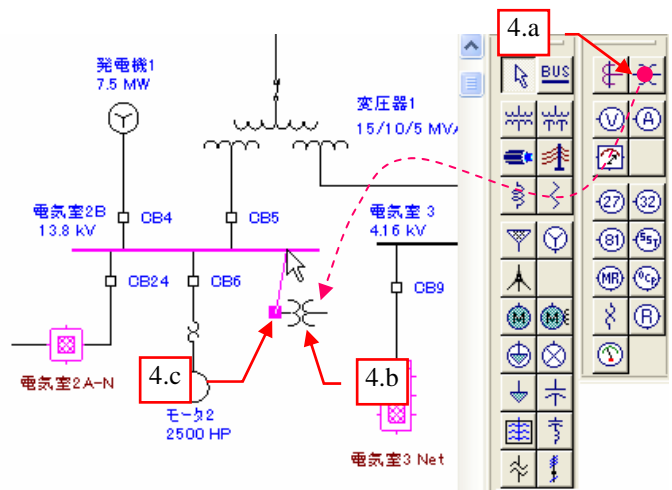 4.a
発電機1
7.5 MW
変圧器1
15/10/5 MVA
電気室2B
13.8 kV
CB4
CB5
電気室 3
4.16 kV
CB24
CB6
CB9
電気室2A-N
4.c
4.b
モータ2
2500 HP
電気室3 Net
BUS
V
A
27
32
81
MR
M
M
R